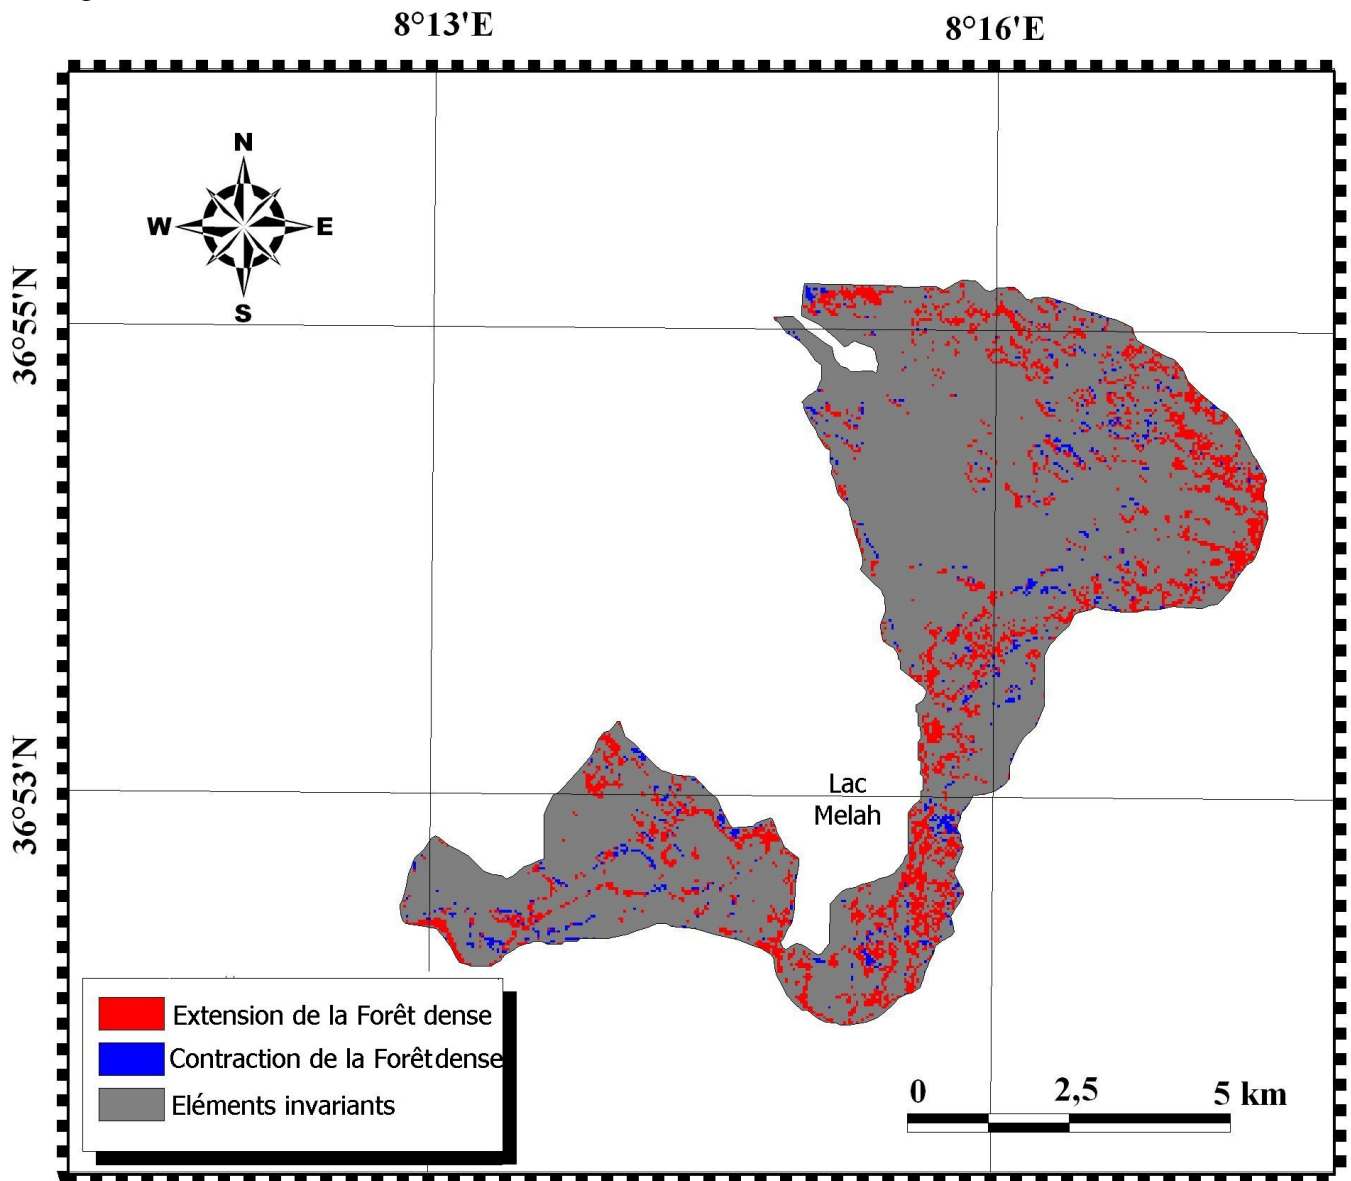 8°13'E
8°16'E
N
W
E
S
36°55'N
36°53'N
Lac
Melah
Extension de la Forêt dense
Contraction de la Forêtdense
Eléments invariants
0
2,5
5 km